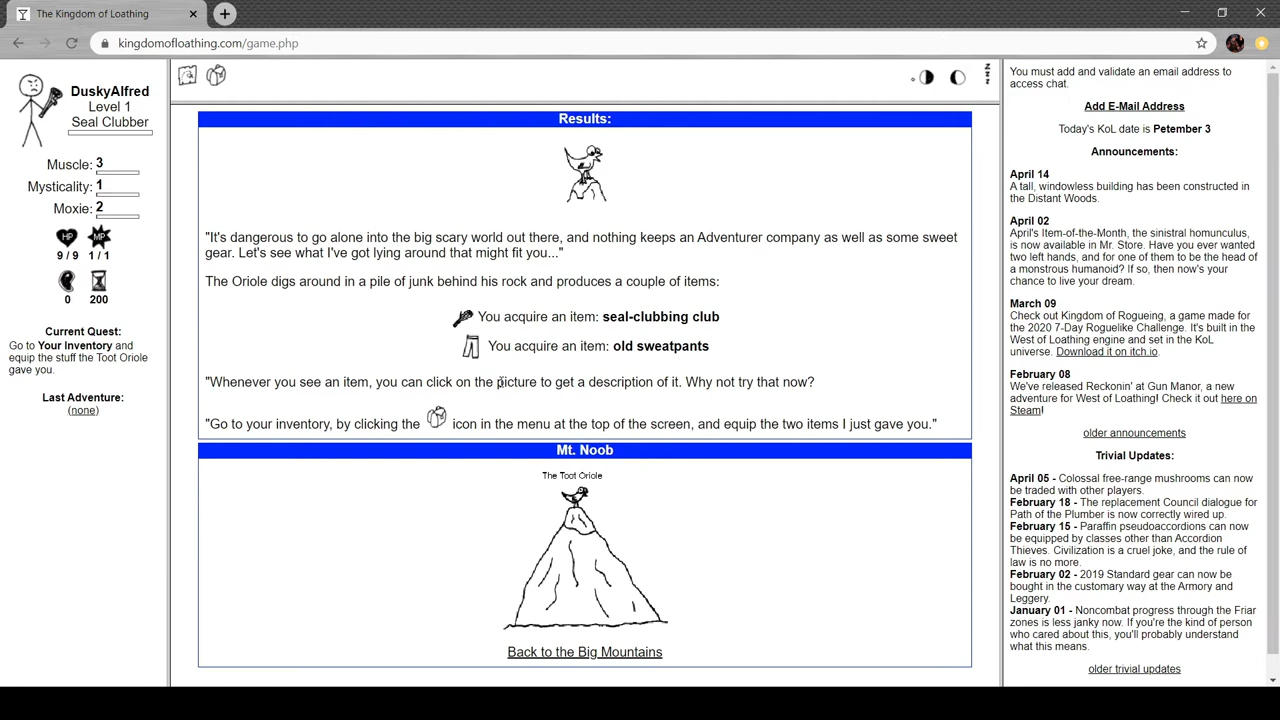 The Kingdom of Loathing
kingdomofloathing.com/game.php
DuskyAlfred
Level 1
Seal Clubber
Muscle: 3
Mysticality: 1
Moxie: 2
HP MP
9 / 9 1 / 1
0 200
Current Quest:
Go to Your Inventory and
equip the stuff the Toot Oriole
gave you.
Last Adventure:
(none)
Z
Z
Z
Results:
"It's dangerous to go alone into the big scary world out there, and nothing keeps an Adventurer company as well as some sweet
gear. Let's see what I've got lying around that might fit you..."
The Oriole digs around in a pile of junk behind his rock and produces a couple of items:
You acquire an item: seal-clubbing club
You acquire an item: old sweatpants
"Whenever you see an item, you can click on the picture to get a description of it. Why not try that now?
"Go to your inventory, by clicking the icon in the menu at the top of the screen, and equip the two items I just gave you."
Mt. Noob
The Toot Oriole
Back to the Big Mountains
You must add and validate an email address to
access chat.
Add E-Mail Address
Today's KoL date is Petember 3
Announcements:
April 14
A tall, windowless building has been constructed in
the Distant Woods.
April 02
April's Item-of-the-Month, the sinistral homunculus,
is now available in Mr. Store. Have you ever wanted
two left hands, and for one of them to be the head of
a monstrous humanoid? If so, then now's your
chance to live your dream.
March 09
Check out Kingdom of Rogueing, a game made for
the 2020 7-Day Roguelike Challenge. It's built in the
West of Loathing engine and set in the KoL
universe. Download it on itch.io.
February 08
We've released Reckonin' at Gun Manor, a new
adventure for West of Loathing! Check it out here on
Steam!
older announcements
Trivial Updates:
April 05 - Colossal free-range mushrooms can now
be traded with other players.
February 18 - The replacement Council dialogue for
Path of the Plumber is now correctly wired up.
February 15 - Paraffin pseudoaccordions can now
be equipped by classes other than Accordion
Thieves. Civilization is a cruel joke, and the rule of
law is no more.
February 02 - 2019 Standard gear can now be
bought in the customary way at the Armory and
Leggery.
January 01 - Noncombat progress through the Friar
zones is less janky now. If you're the kind of person
who cared about this, you'll probably understand
what this means.
older trivial updates